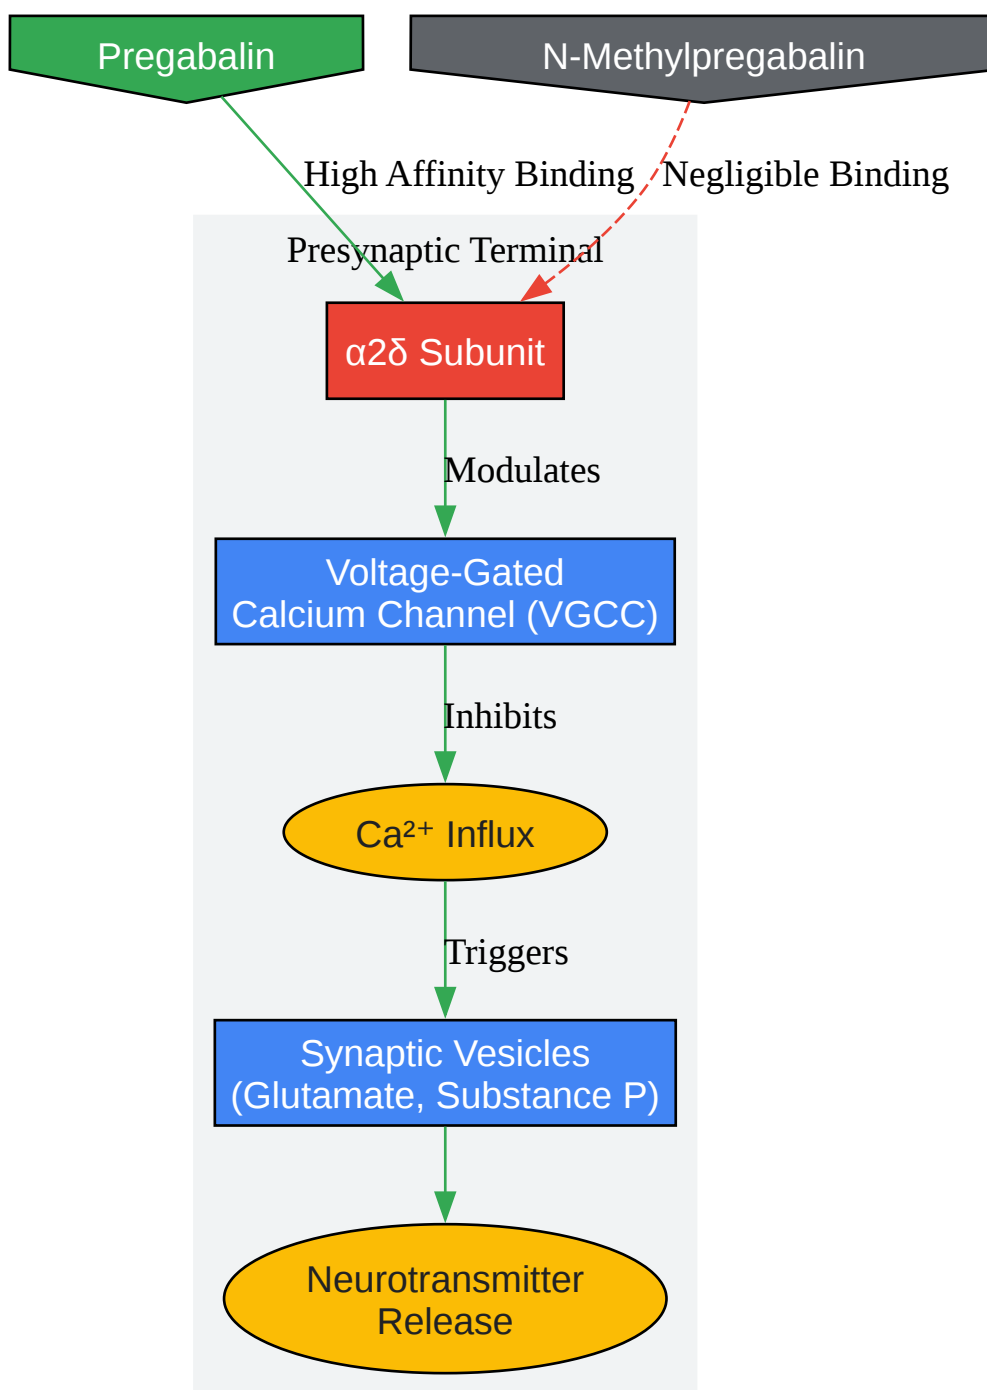 Pregabalin
N-Methylpregabalin
High Affinity Binding
Negligible Binding
Presynaptic Terminal
α2δ Subunit
Modulates
Voltage-Gated
Calcium Channel (VGCC)
Inhibits
Ca²⁺ Influx
Triggers
Synaptic Vesicles
(Glutamate, Substance P)
Neurotransmitter
Release